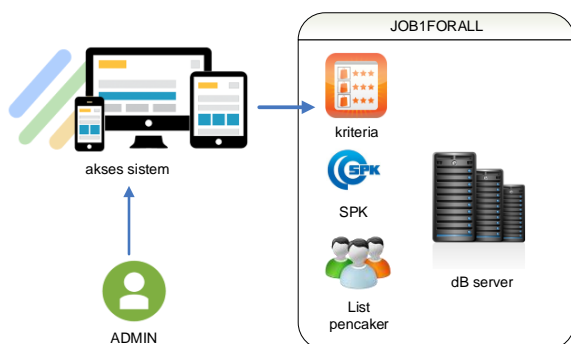 JOB1FORALL
kriteria
akses sistem
SPK
SPK
dB server
List
pencaker
ADMIN